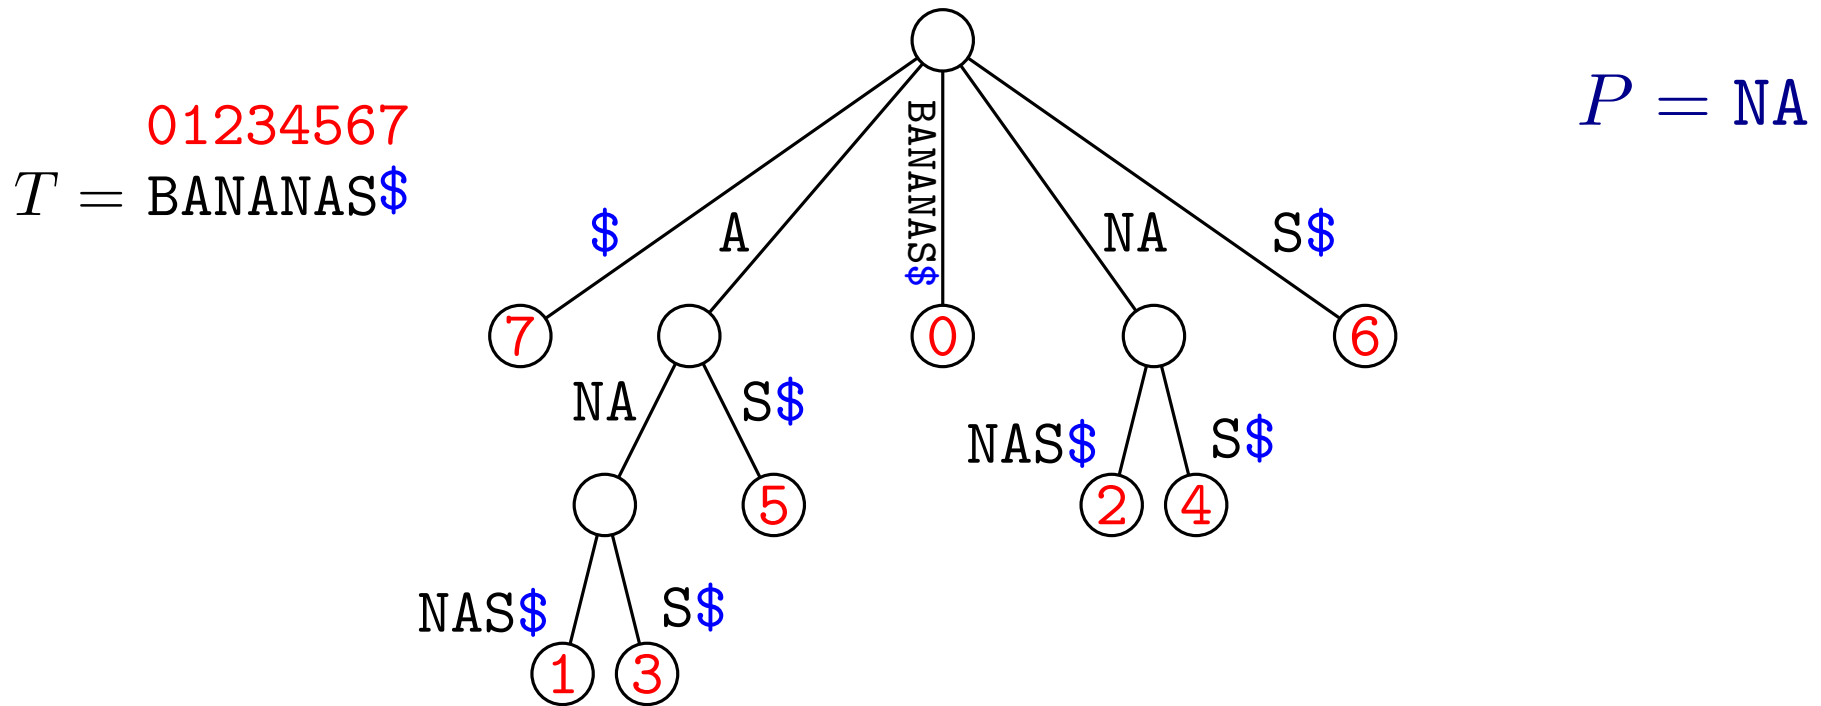 P = NA
01234567
T = BANANAS$
BANANAS$
$
A
NA
S$
7
0
6
NA
S$
NAS$
S$
5
2
4
NAS$
S$
1
3